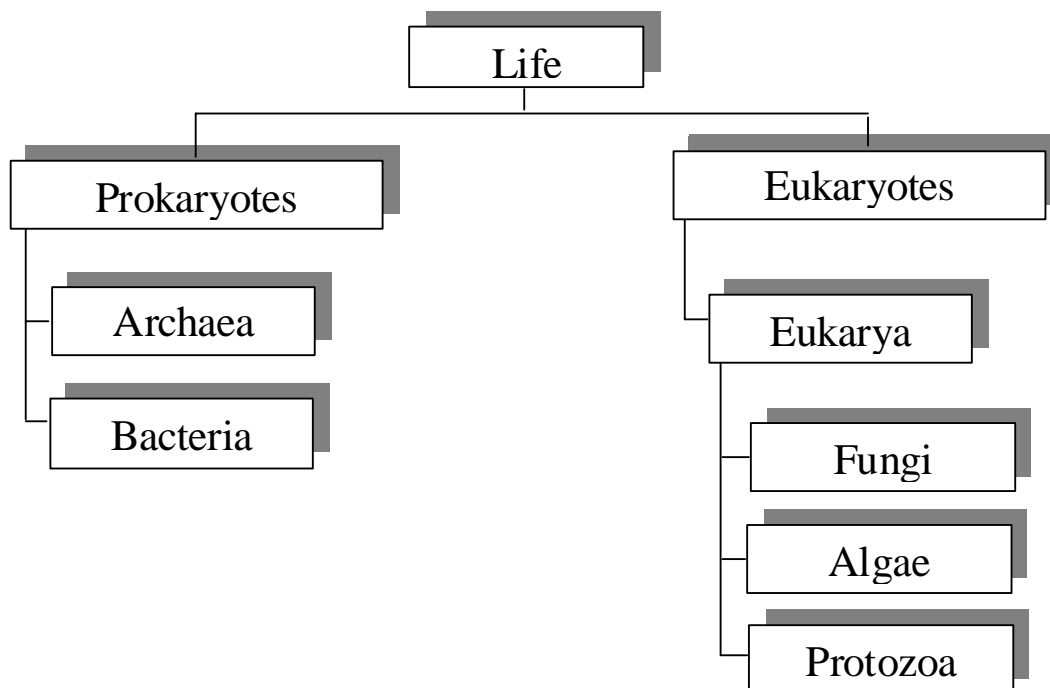 Life
Prokaryotes
Archaea
Bacteria
Eukaryotes
Eukarya
Fungi
Algae
Protozoa